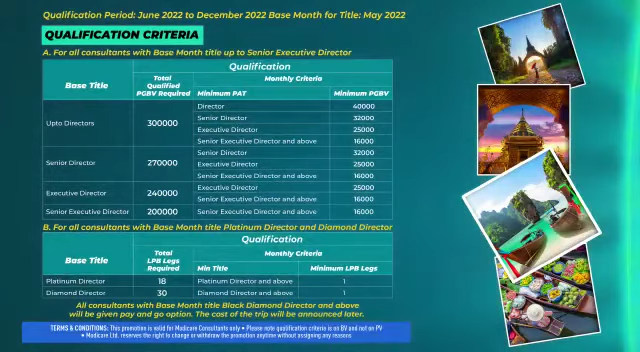 Qualification Period: June 2022 to December 2022 Base Month for Title: May 2022
QUALIFICATION CRITERIA
A. For all consultants with Base Month title up to Senior Executive Director
Base Title
Total Qualified PGBV Required
Qualification
Monthly Criteria
Minimum PAT
Minimum PGBV
Upto Directors
300000
Director 40000
Senior Director 32000
Executive Director 25000
Senior Executive Director and above 16000
Senior Director
270000
Senior Director 32000
Executive Director 25000
Senior Executive Director and above 16000
Executive Director
240000
Executive Director 25000
Senior Executive Director and above 16000
Senior Executive Director 200000 Senior Executive Director and above 16000
B. For all consultants with Base Month title Platinum Director and Diamond Director
Base Title
Total LPB Legs Required
Qualification
Monthly Criteria
Min Title
Minimum LPB Legs
Platinum Director 18 Platinum Director and above 1
Diamond Director 30 Diamond Director and above 1
All consultants with Base Month title Black Diamond Director and above
will be given pay and go option. The cost of the trip will be announced later.
TERMS & CONDITIONS: This promotion is valid for Modicare Consultants only • Please note qualification criteria is on BV and not on PV
• Modicare Ltd. reserves the right to change or withdraw the promotion anytime without assigning any reasons